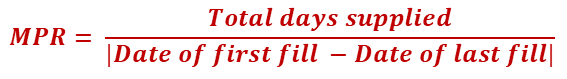 MPR = Total days supplied
|Date of first fill − Date of last fill|